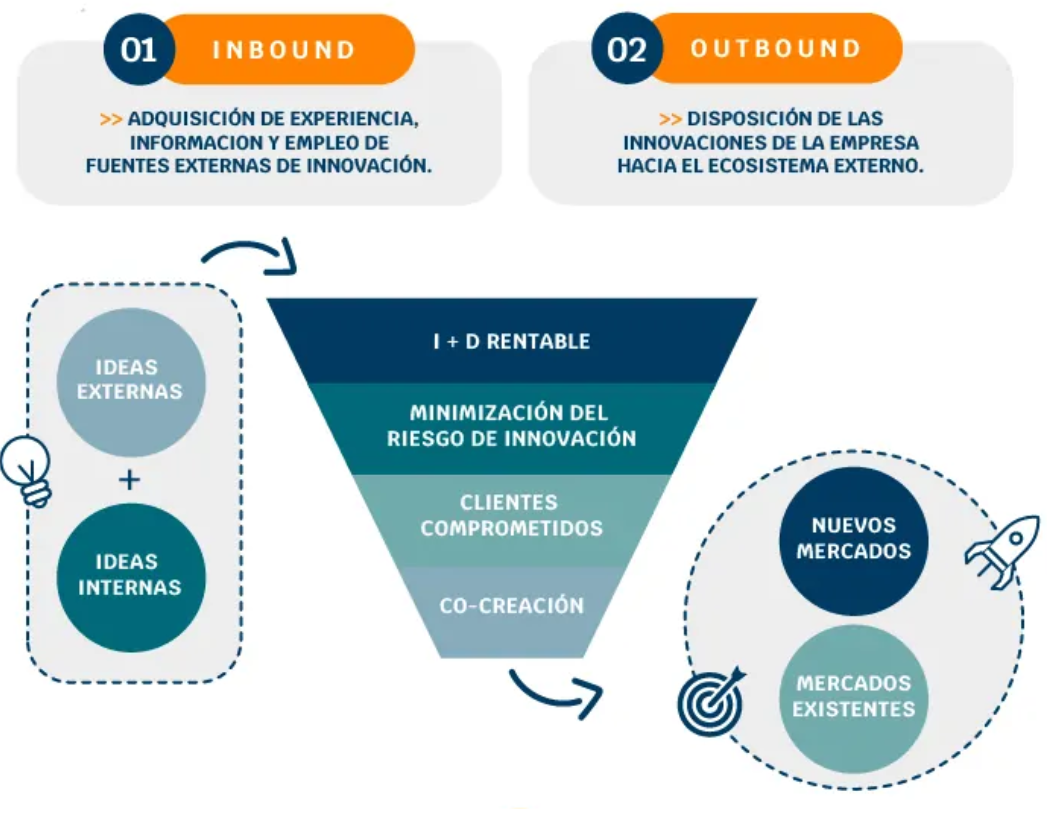 01 INBOUND
>> ADQUISICIÓN DE EXPERIENCIA,
INFORMACION Y EMPLEO DE
FUENTES EXTERNAS DE INNOVACIÓN.
02 OUTBOUND
>> DISPOSICIÓN DE LAS
INNOVACIONES DE LA EMPRESA
HACIA EL ECOSISTEMA EXTERNO.
IDEAS
EXTERNAS
+
IDEAS
INTERNAS
I + D RENTABLE
MINIMIZACIÓN DEL
RIESGO DE INNOVACIÓN
CLIENTES
COMPROMETIDOS
CO-CREACIÓN
NUEVOS
MERCADOS
MERCADOS
EXISTENTES